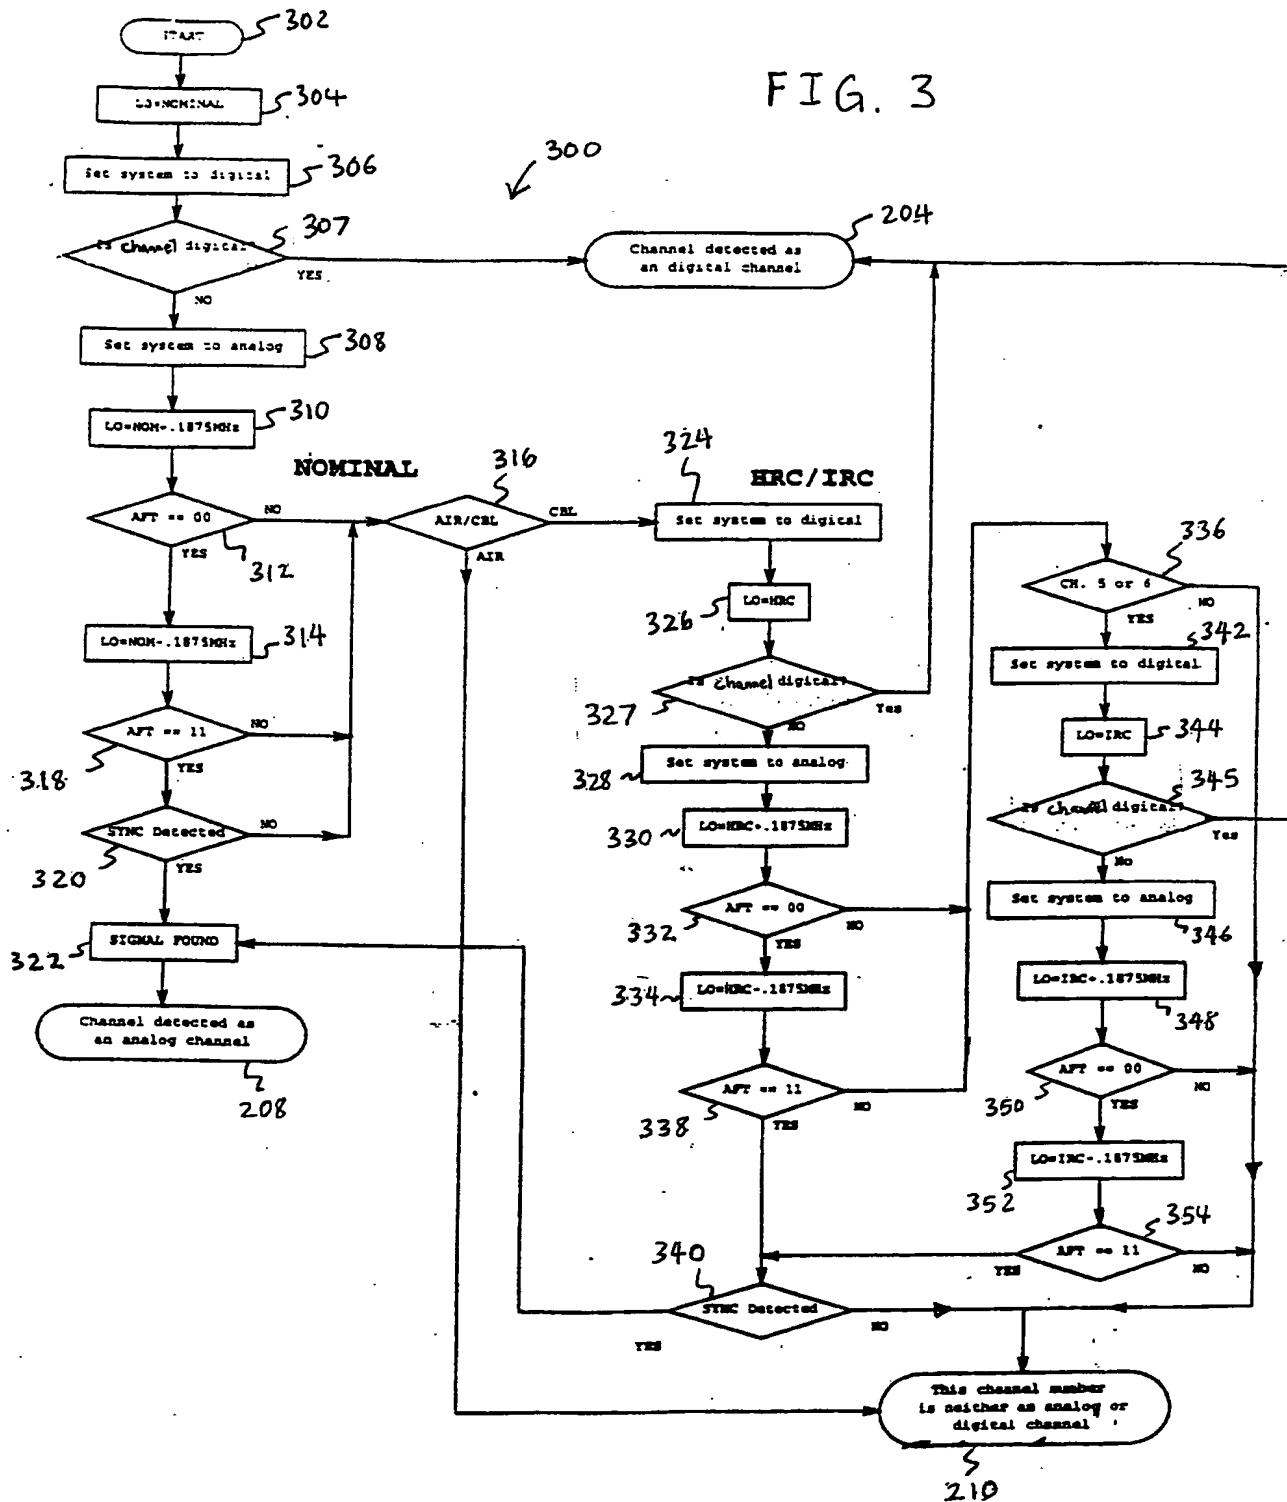 FIG. 3
300
START
302
LO=NOMINAL
304
Set system to digital
306
Is channel digital?
307
YES
NO
Channel detected as
an digital channel
204
Set system to analog
308
310
NOMINAL
AFT == 00
312
NO
YES
LO=NOM-.1875MHz
314
AFT == 11
318
NO
YES
SYNC Detected
320
NO
YES
SIGNAL FOUND
322
Channel detected as
an analog channel
208
AIR/CBL
316
CBL
AIR
HRC/IRC
324
Set system to digital
LO=HRC
326
Is channel digital?
327
Yes
NO
Set system to analog
328
LO=HRC+.1875MHz
330
AFT == 00
332
NO
YES
LO=HRC-.1875MHz
334
AFT == 11
338
NO
YES
SYNC Detected
340
YES
NO
CH. 5 or 6
336
NO
YES
Set system to digital
342
LO=IRC
344
Is channel digital?
345
Yes
No
Set system to analog
346
LO=IRC+.1875MHz
348
AFT == 00
350
NO
YES
LO=IRC-.1875MHz
352
AFT == 11
354
YES
NO
This channel number
is neither as analog or
digital channel
210